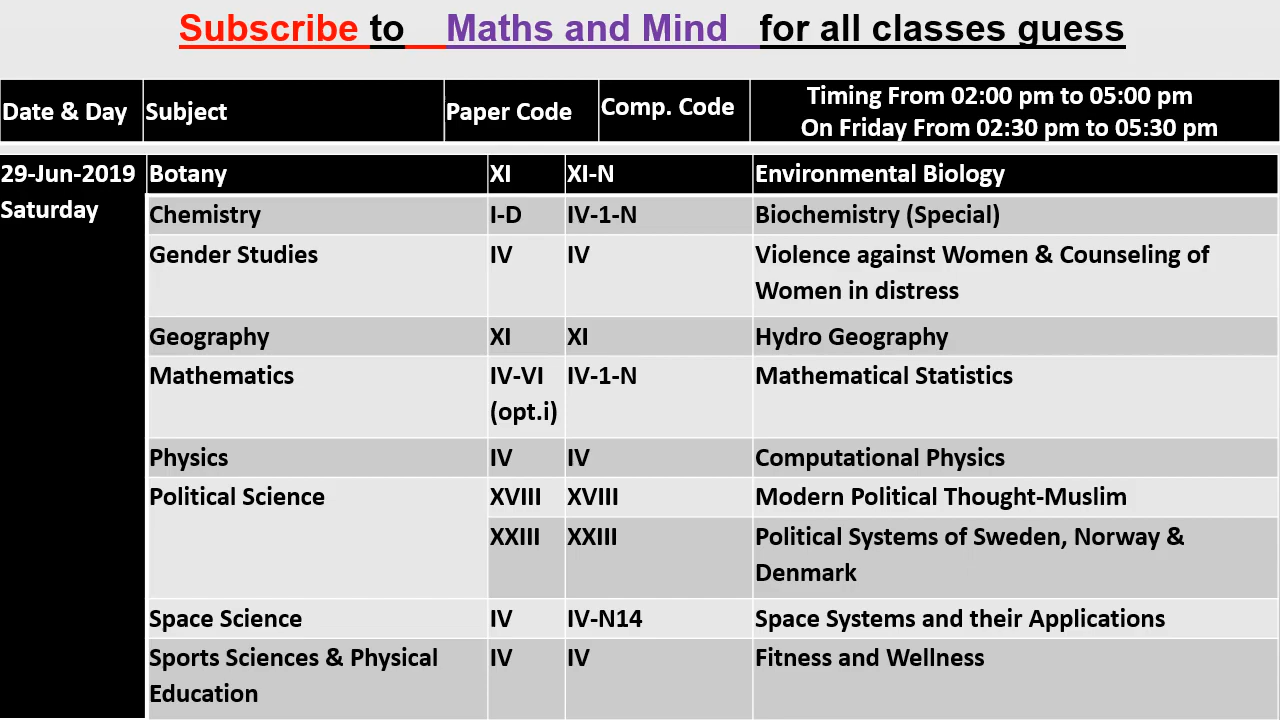 Subscribe to Maths and Mind for all classes guess
Date & Day Subject Paper Code Comp. Code Timing From 02:00 pm to 05:00 pm
On Friday From 02:30 pm to 05:30 pm
29-Jun-2019 Botany XI XI-N Environmental Biology
Saturday Chemistry I-D IV-1-N Biochemistry (Special)
Gender Studies IV IV Violence against Women & Counseling of
Women in distress
Geography XI XI Hydro Geography
Mathematics IV-VI IV-1-N Mathematical Statistics
(opt.i)
Physics IV IV Computational Physics
Political Science XVIII XVIII Modern Political Thought-Muslim
XXIII XXIII Political Systems of Sweden, Norway &
Denmark
Space Science IV IV-N14 Space Systems and their Applications
Sports Sciences & Physical IV IV Fitness and Wellness
Education